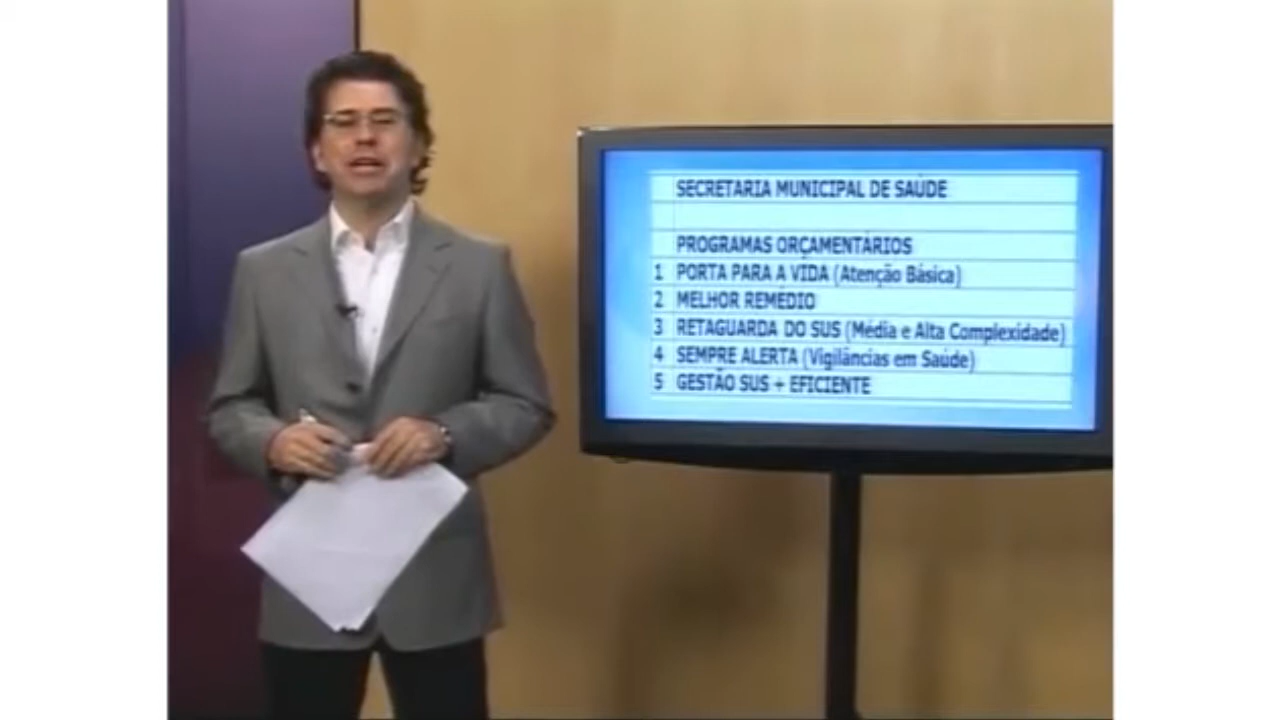 SECRETARIA MUNICIPAL DE SAÚDE
PROGRAMAS ORÇAMENTÁRIOS
1 PORTA PARA A VIDA (Atenção Básica)
2 MELHOR REMÉDIO
3 RETAGUARDA DO SUS (Média e Alta Complexidade)
4 SEMPRE ALERTA (Vigilâncias em Saúde)
5 GESTÃO SUS + EFICIENTE